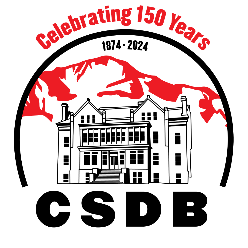 Celebrating 150 Years
1874 - 2024
CSDB